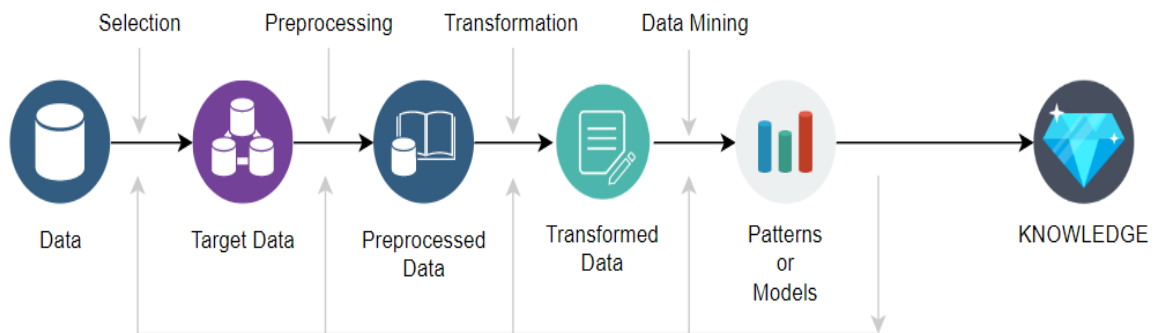 Selection
Preprocessing
Transformation
Data Mining
Data
Target Data
Preprocessed
Data
Transformed
Data
Patterns
or
Models
KNOWLEDGE